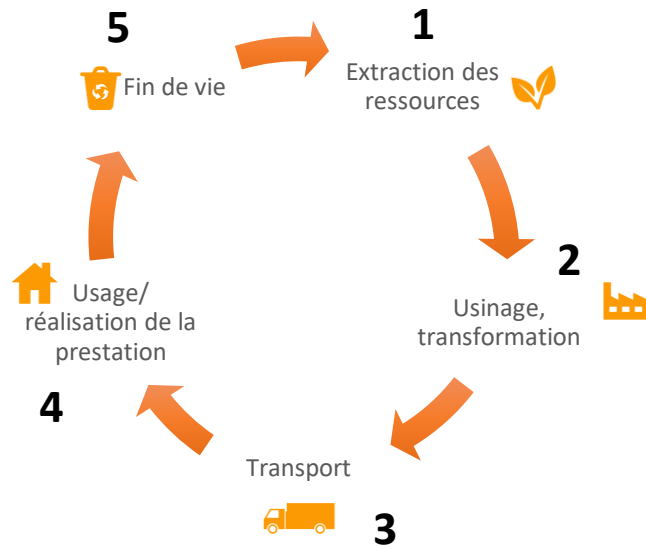 1
Extraction des
ressources
2
Usinage,
transformation
3
Transport
4
Usage/
réalisation de la
prestation
5
Fin de vie